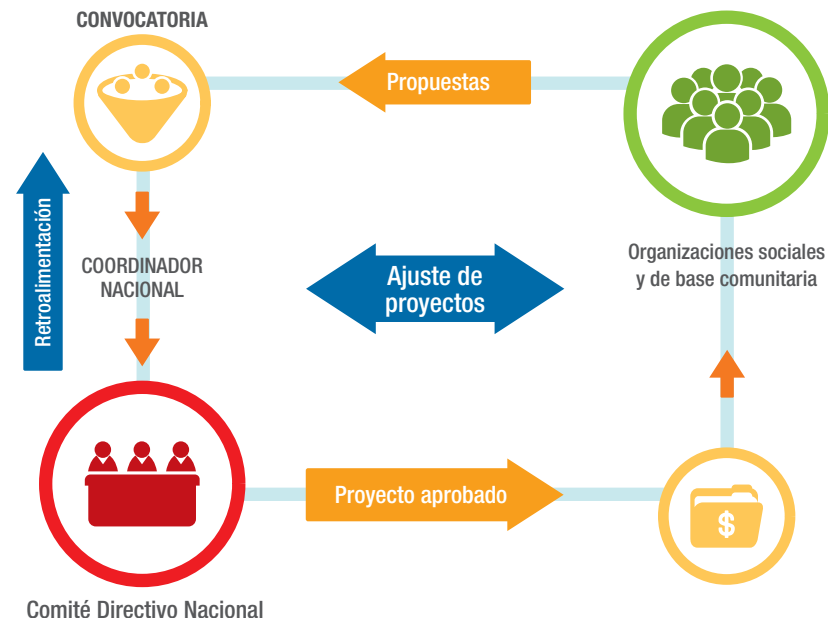 CONVOCATORIA
Propuestas
Retroalimentación
COORDINADOR
NACIONAL
Ajuste de
proyectos
Organizaciones sociales
y de base comunitaria
Proyecto aprobado
$
Comité Directivo Nacional